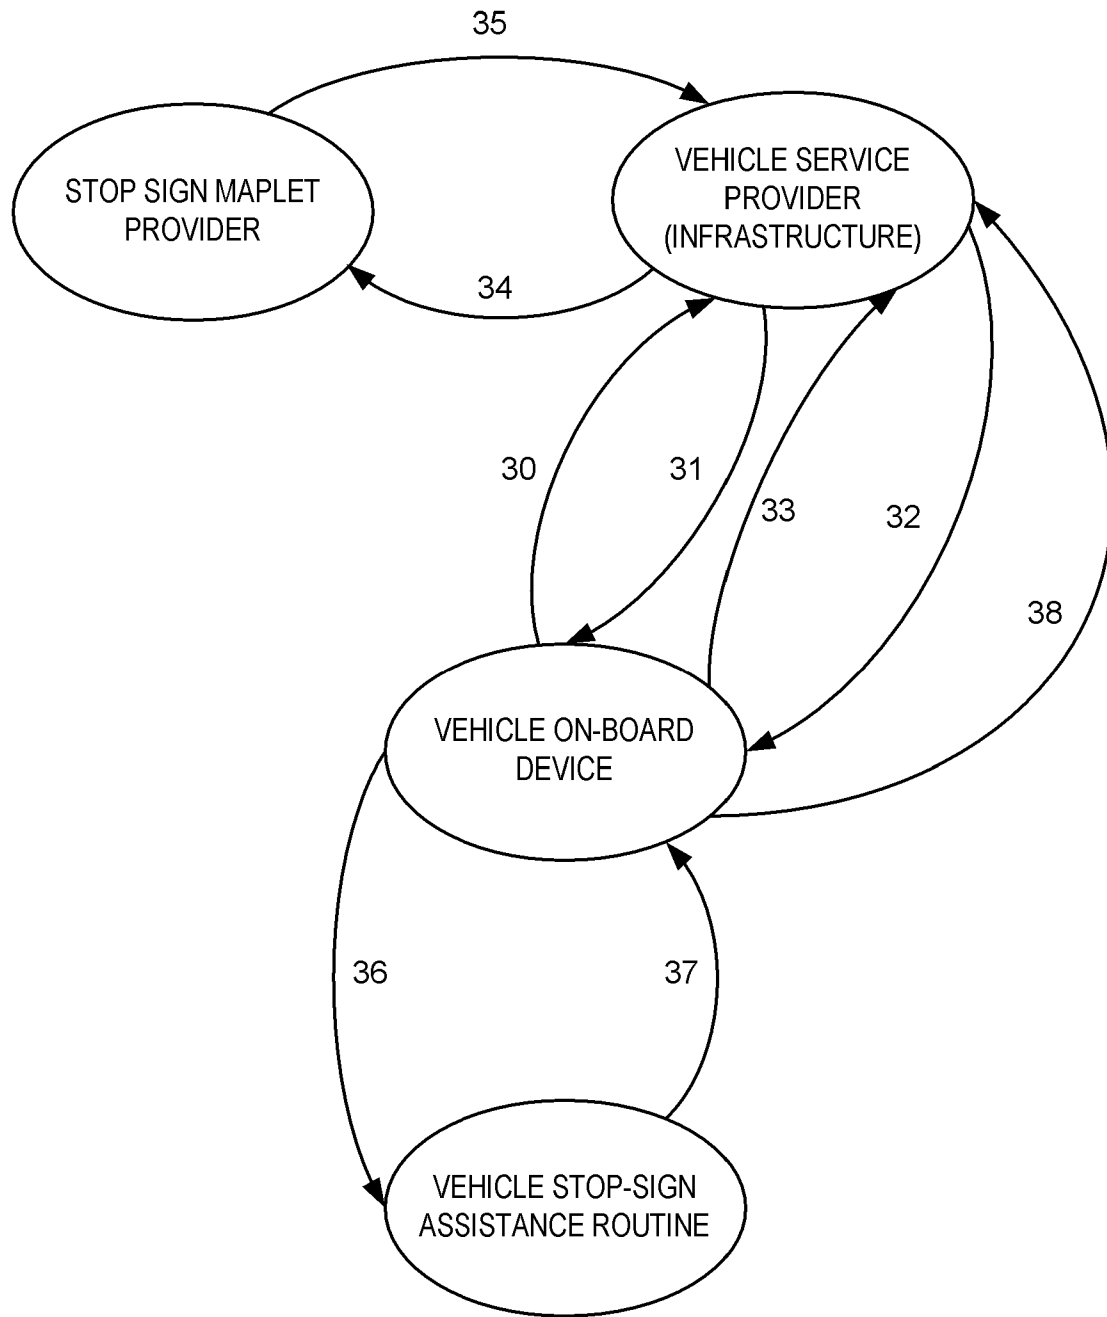 35
STOP SIGN MAPLET
PROVIDER
VEHICLE SERVICE
PROVIDER
(INFRASTRUCTURE)
34
30
31
33
32
38
VEHICLE ON-BOARD
DEVICE
36
37
VEHICLE STOP-SIGN
ASSISTANCE ROUTINE